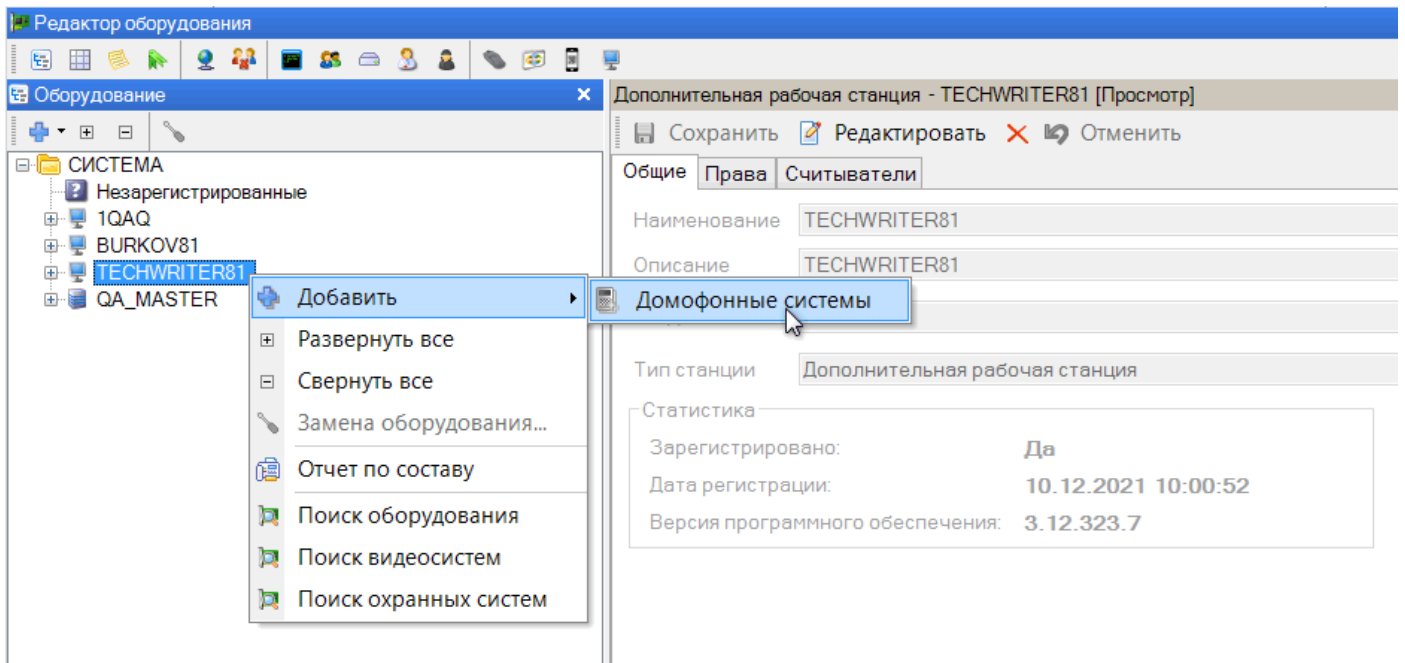 Редактор оборудования
Оборудование
СИСТЕМА
Незарегистрированные
1QAQ
BURKOV81
TECHWRITER81
QA_MASTER
Добавить
Развернуть все
Свернуть все
Замена оборудования...
Отчет по составу
Поиск оборудования
Поиск видеосистем
Поиск охранных систем
Домофонные системы
Дополнительная рабочая станция - TECHWRITER81 [Просмотр]
Сохранить Редактировать Отменить
Общие Права Считыватели
Наименование TECHWRITER81
Описание TECHWRITER81
Тип станции Дополнительная рабочая станция
Статистика
Зарегистрировано: Да
Дата регистрации: 10.12.2021 10:00:52
Версия программного обеспечения: 3.12.323.7